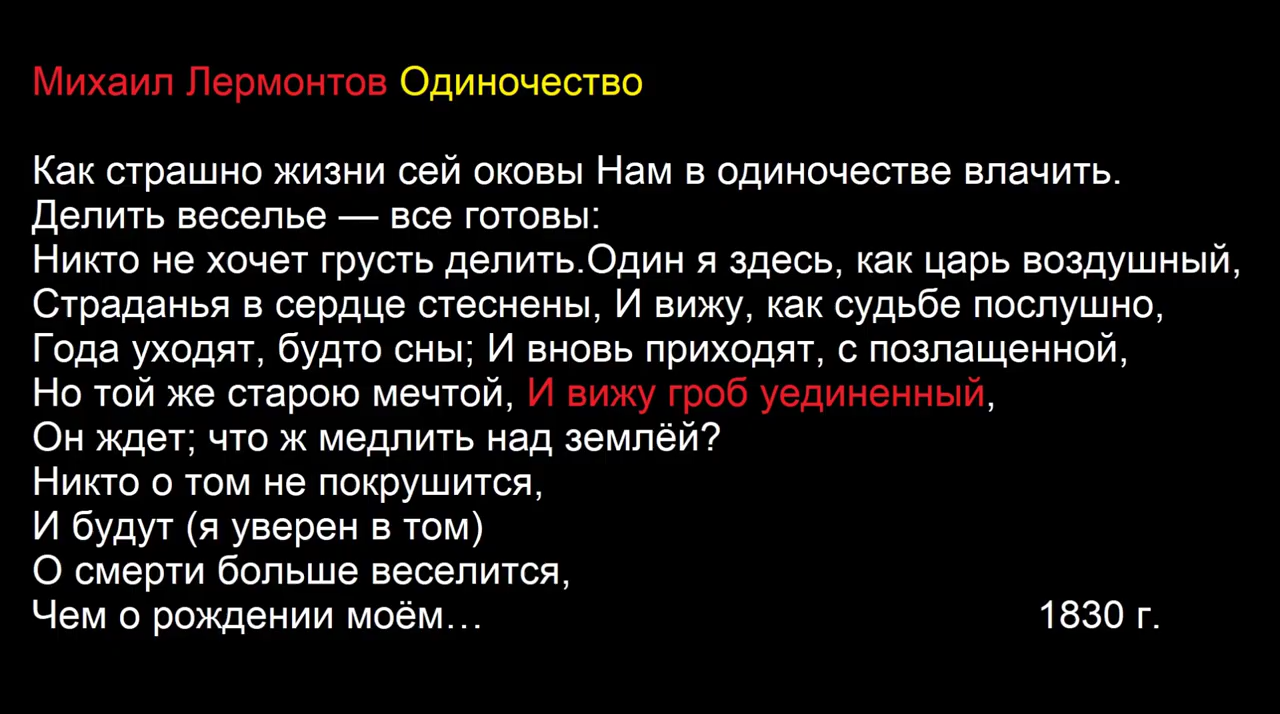 Михаил Лермонтов Одиночество
Как страшно жизни сей оковы Нам в одиночестве влачить.
Делить веселье — все готовы:
Никто не хочет грусть делить.Один я здесь, как царь воздушный,
Страданья в сердце стеснены, И вижу, как судьбе послушно,
Года уходят, будто сны; И вновь приходят, с позлащенной,
Но той же старою мечтой, И вижу гроб уединенный,
Он ждет; что ж медлить над землёй?
Никто о том не покрушится,
И будут (я уверен в том)
О смерти больше веселится,
Чем о рождении моём… 1830 г.